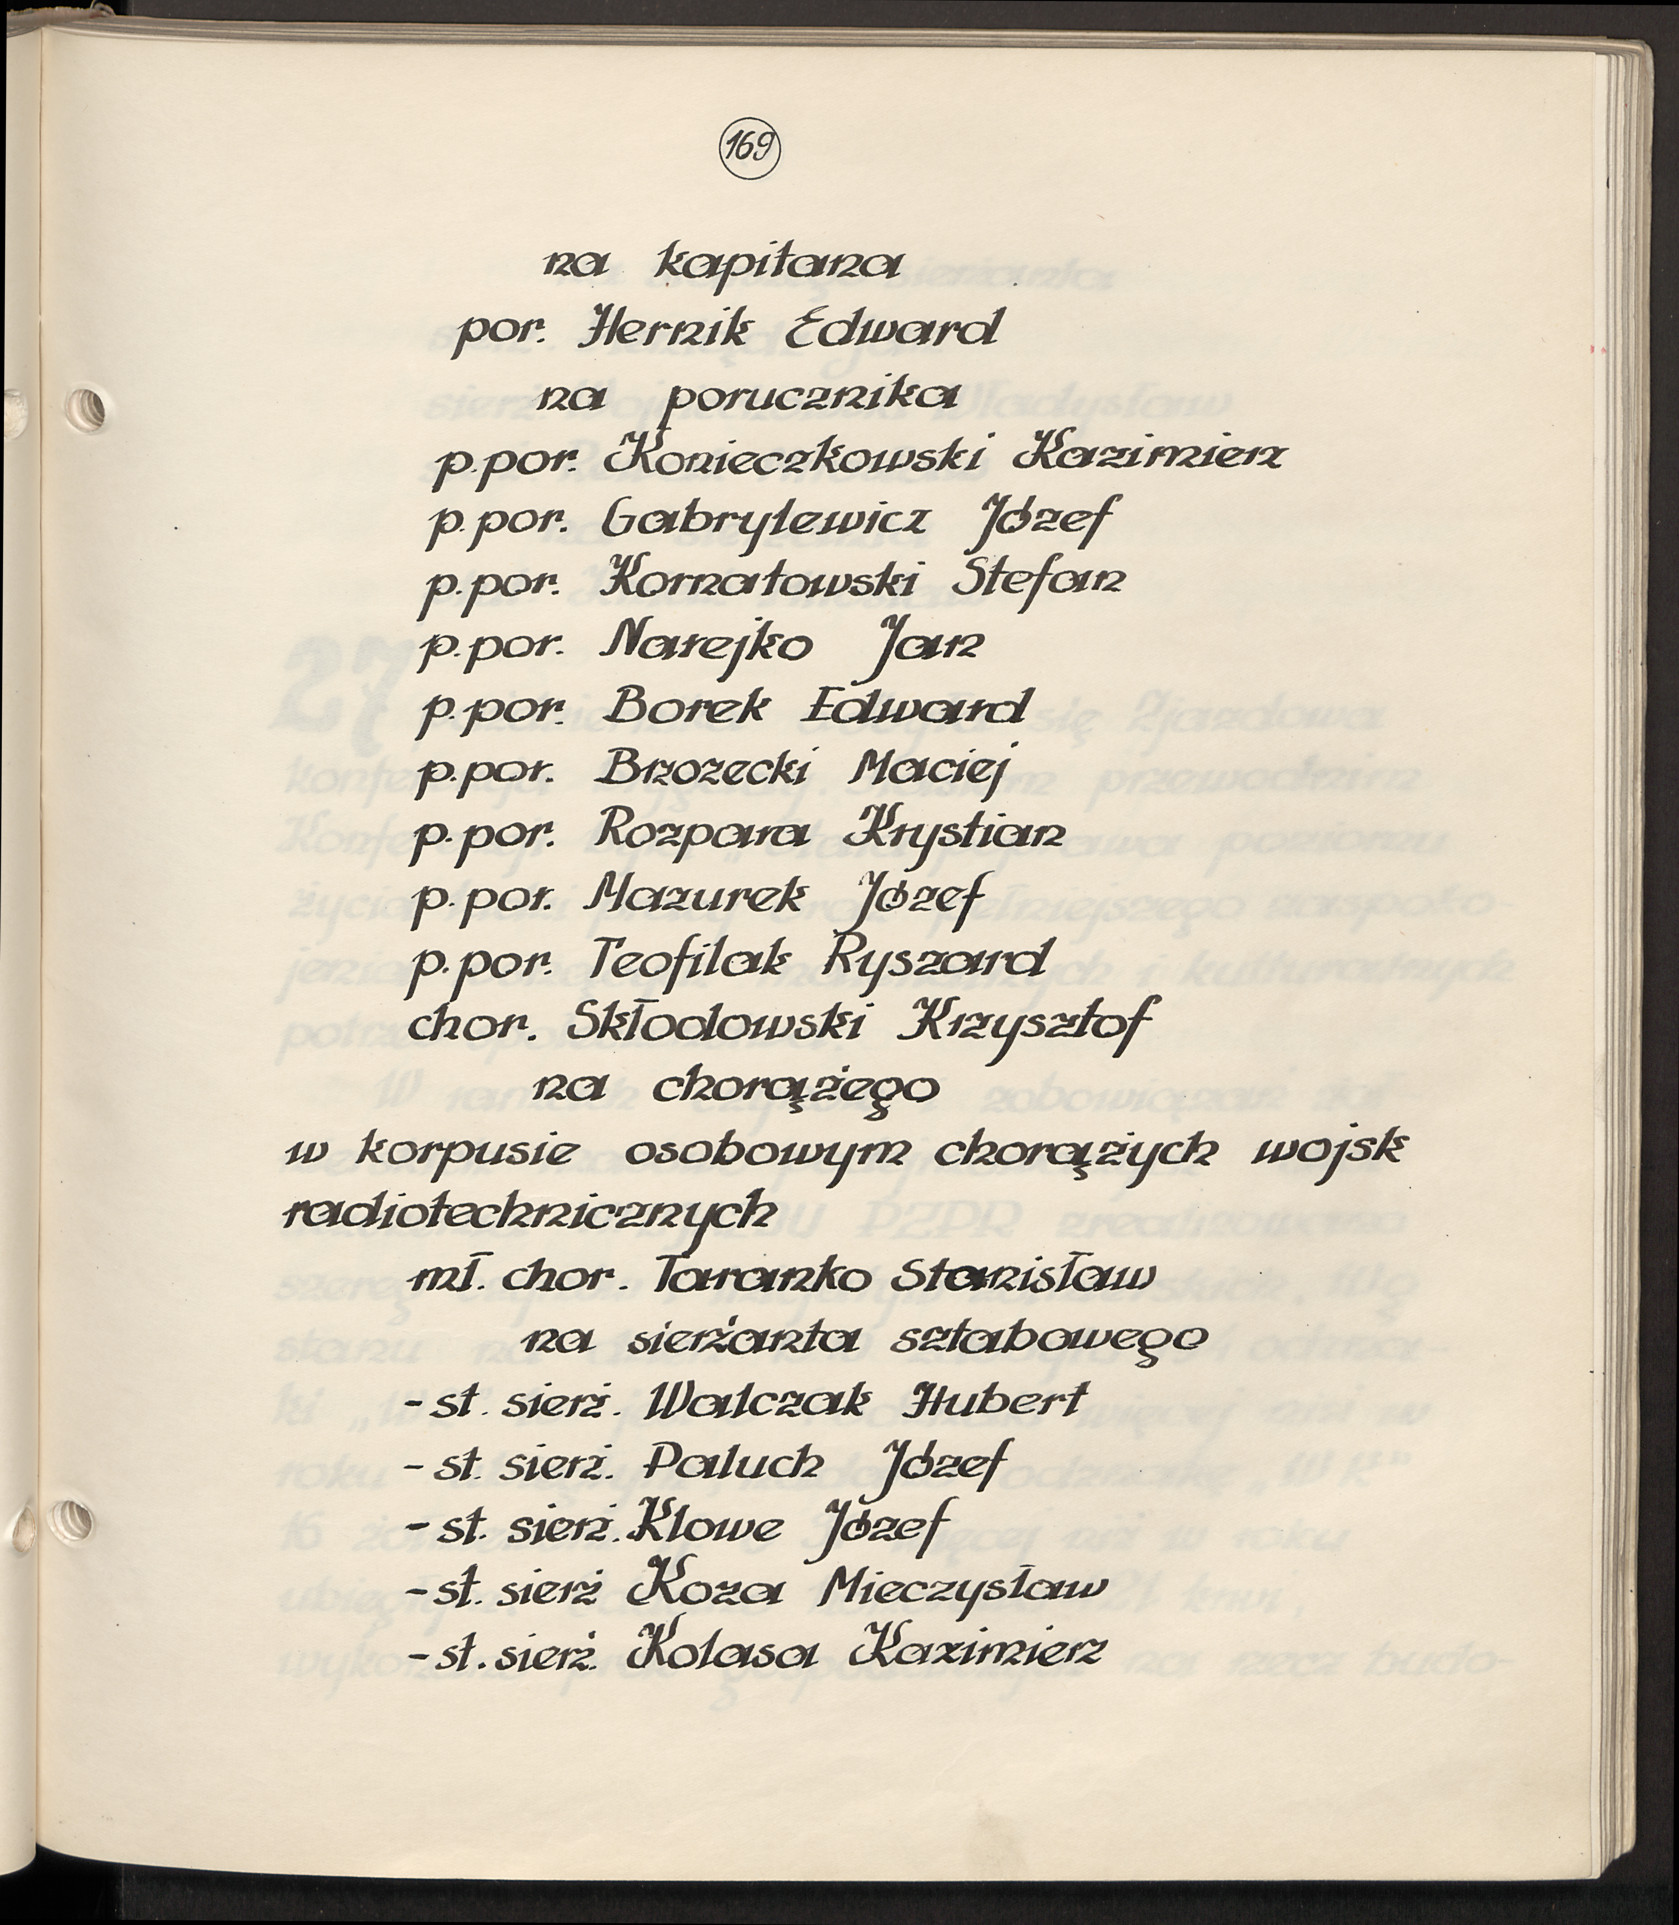 169
na kapitana
por. Hernik Edward
na porucznika
p.por. Konieczkowski Kazimierz
p.por. Gabrylewicz Józef
p.por. Kornatowski Stefan
p.por. Narejko Jan
p.por. Borek Edward
p.por. Brzozecki Maciej
p.por. Rozpara Krystian
p.por. Mazurek Józef
p.por. Teofilak Ryszard
chor. Skłodowski Krzysztof
na chorążego
w korpusie osobowym chorążych wojsk
radiotechnicznych
mł. chor. Taranko Stanisław
na sierżanta sztabowego
- st. sierż. Walczak Hubert
- st. sierż. Paluch Józef
- st. sierż. Klowe Józef
- st. sierż Koza Mieczysław
- st. sierż. Kolasa Kazimierz